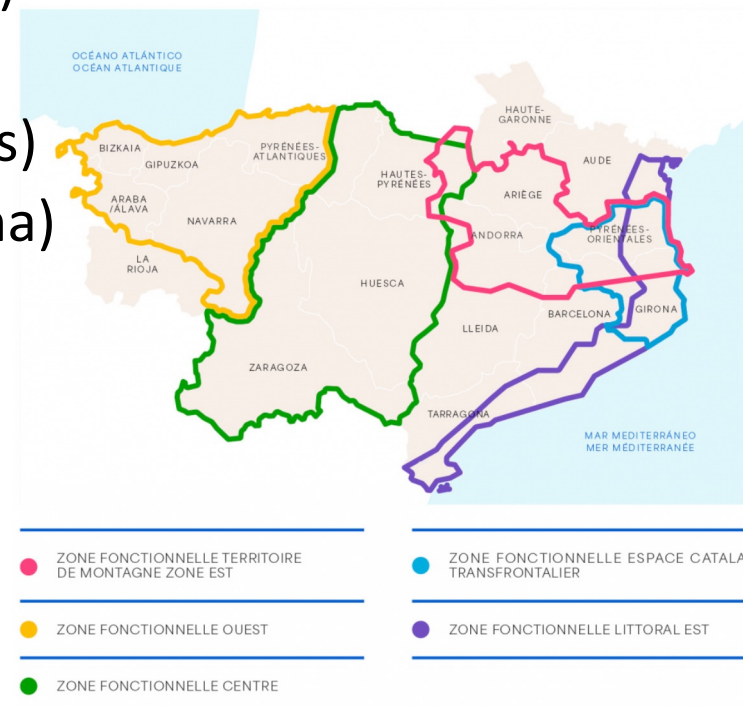 )
s)
na)
OCÉANO ATLÁNTICO
OCÉAN ATLANTIQUE
HAUTE-
GARONNE
BIZKAIA
GIPUZKOA
PYRÉNÉES-
ATLANTIQUES
AUDE
HAUTES-
PYRÉNÉES
ARIÈGE
ARABA
/ÁLAVA
NAVARRA
ANDORRA
PYRÉNÉES-
ORIENTALES
LA
RIOJA
HUESCA
LLEIDA
BARCELONA
GIRONA
ZARAGOZA
TARRAGONA
MAR MEDITERRÁNEO
MER MÉDITERRANÉE
ZONE FONCTIONNELLE TERRITOIRE
DE MONTAGNE ZONE EST
ZONE FONCTIONNELLE OUEST
ZONE FONCTIONNELLE CENTRE
ZONE FONCTIONNELLE ESPACE CATALA
TRANSFRONTALIER
ZONE FONCTIONNELLE LITTORAL EST